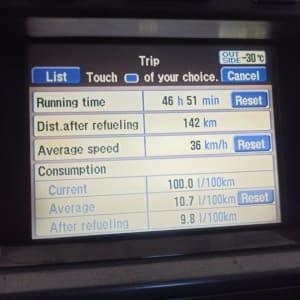 Trip
OUT SIDE -30°C
List Touch of your choice. Cancel
Running time 46 h 51 min Reset
Dist.after refueling 142 km
Average speed 36 km/h Reset
Consumption
Current 100.0 l/100km
Average 10.7 l/100km Reset
After refueling 9.8 l/100km